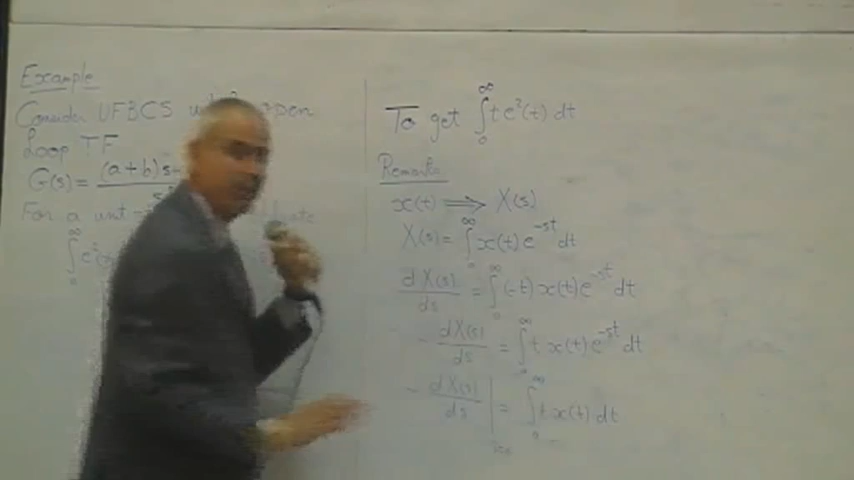 Example
Consider UFBCS open
Loop TF
G(s)= (a+b)s
For a unit
∫₀^∞ e²(
To get ∫₀^∞ t e²(t) dt
Remark:
x(t) ⟹ X(s)
X(s)= ∫₀^∞ x(t) e^{-st} dt
dX(s)/ds = ∫₀^∞ (-t) x(t) e^{-st} dt
- dX(s)/ds = ∫₀^∞ t x(t) e^{-st} dt
- dX(s)/ds | = ∫₀^∞ t x(t) dt